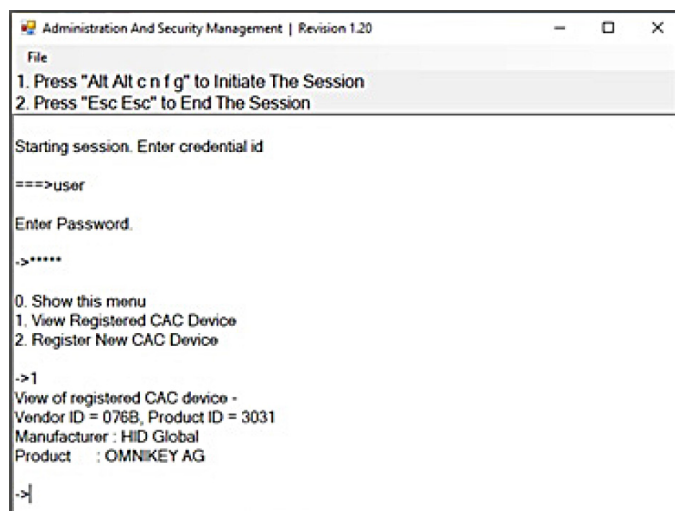 Administration And Security Management | Revision 1.20
File
1. Press "Alt Alt c n f g" to Initiate The Session
2. Press "Esc Esc" to End The Session
Starting session. Enter credential id
===>user
Enter Password.
->*****
0. Show this menu
1. View Registered CAC Device
2. Register New CAC Device
->1
View of registered CAC device -
Vendor ID = 076B, Product ID = 3031
Manufacturer : HID Global
Product : OMNIKEY AG
->